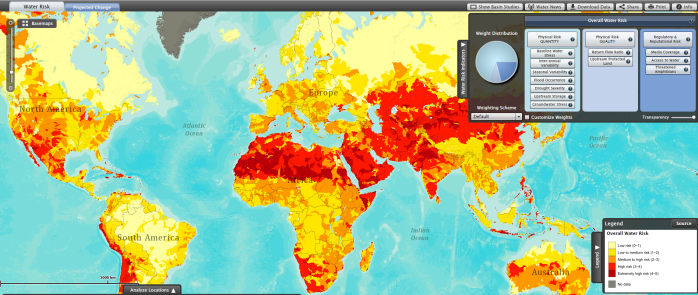 Water Risk
Projected Change
Show Basin Studies
Water News
Download Data
Share
Print
Info
Basemaps
Overall Water Risk
Weight Distribution
Physical Risk
QUANTITY
Baseline Water
Stress
Inter-annual
Variability
Seasonal Variability
Flood Occurrence
Drought Severity
Upstream Storage
Groundwater Stress
Physical Risk
QUALITY
Return Flow Ratio
Upstream Protected
Land
Regulatory &
Reputational Risk
Media Coverage
Access to Water
Threatened
Amphibians
Water Risk Indicators
Weighting Scheme
Default
Customize Weights
Transparency
North America
Europe
Atlantic
Ocean
Pacific
Ocean
South America
Indian
Ocean
Australia
Legend
Legend
Source
Overall Water Risk
Low risk (0-1)
Low to medium risk (1-2)
Medium to high risk (2-3)
High risk (3-4)
Extremely high risk (4-5)
No data
Analyze Locations